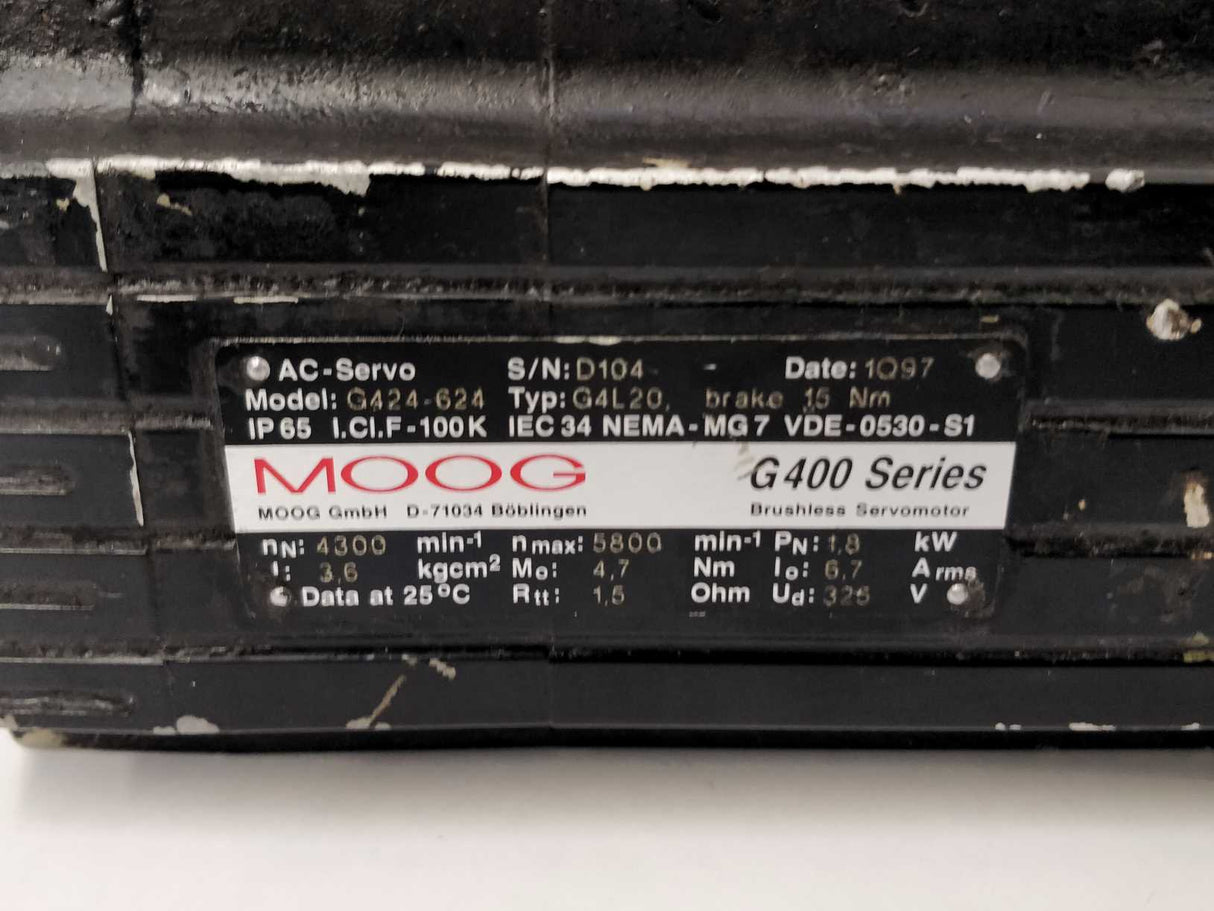 AC-Servo S/N: D104 - Date: 1Q97
Model: G424-624 Typ: G4L20, brake 15 Nm
IP 65 I.Cl.F-100K IEC 34 NEMA-MG7 VDE-0530-S1
MOOG G400 Series
MOOG GmbH D-71034 Böblingen Brushless Servomotor
nN: 4300 min-1 nmax: 5800 min-1 PN: 1,8 kW
J: 3,6 kgcm² Mo: 4,7 Nm Io: 6,7 Arms
Data at 25°C Rtt: 1,5 Ohm Ud: 325 V